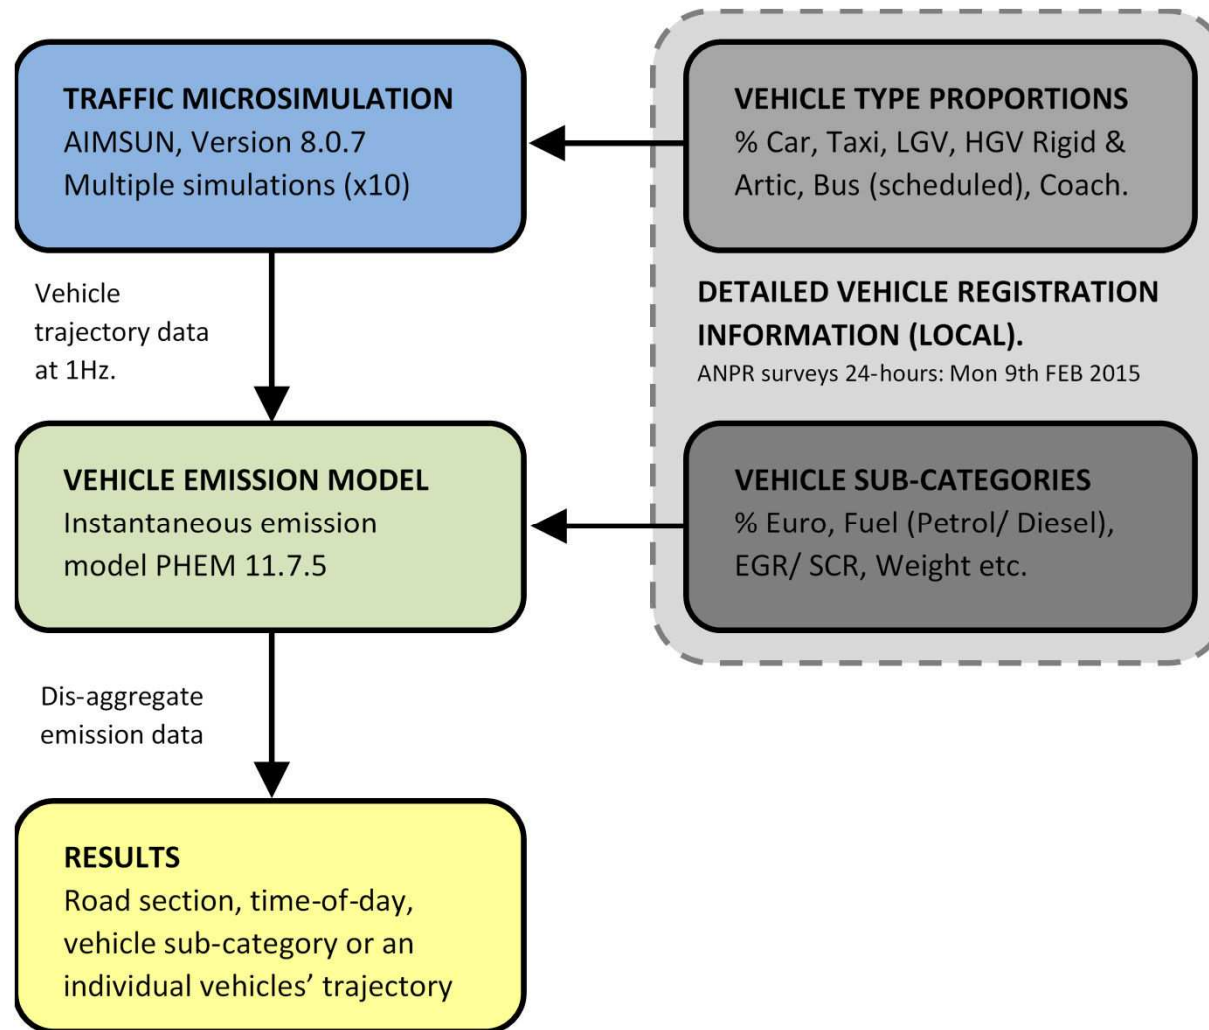 TRAFFIC MICROSIMULATION
AIMSUN, Version 8.0.7
Multiple simulations (x10)
VEHICLE TYPE PROPORTIONS
% Car, Taxi, LGV, HGV Rigid &
Artic, Bus (scheduled), Coach.
Vehicle
trajectory data
at 1Hz.
DETAILED VEHICLE REGISTRATION
INFORMATION (LOCAL).
ANPR surveys 24-hours: Mon 9th FEB 2015
VEHICLE EMISSION MODEL
Instantaneous emission
model PHEM 11.7.5
VEHICLE SUB-CATEGORIES
% Euro, Fuel (Petrol/ Diesel),
EGR/ SCR, Weight etc.
Dis-aggregate
emission data
RESULTS
Road section, time-of-day,
vehicle sub-category or an
individual vehicles’ trajectory